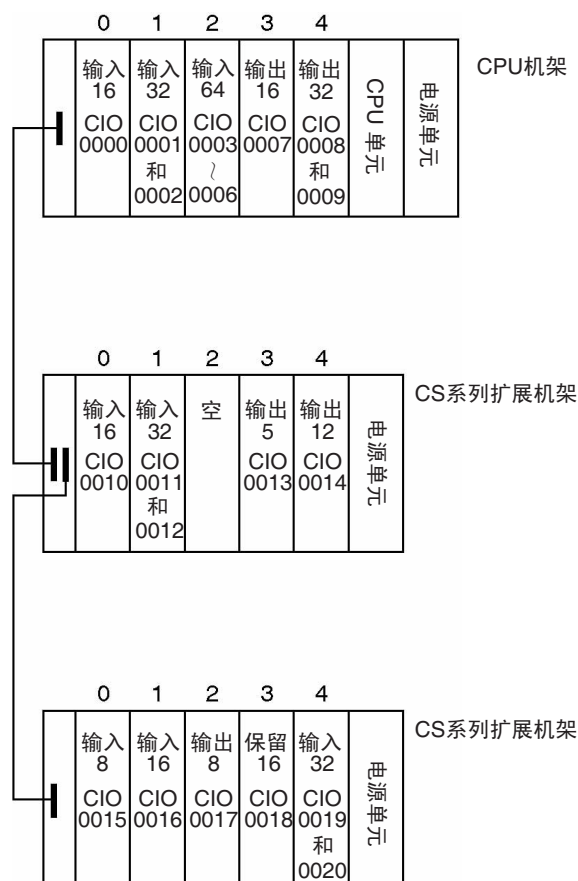 0 1 2 3 4
CPU机架
输入 输入 输入 输出 输出
16 32 64 16 32
CIO CIO CIO CIO CIO
0000 0001 0003 0007 0008
和 ~ 和
0002 0006 0009
CPU 单元
电源单元
0 1 2 3 4
CS系列扩展机架
输入 输入 空 输出 输出
16 32 5 12
CIO CIO CIO CIO
0010 0011 0013 0014
和
0012
电源单元
0 1 2 3 4
CS系列扩展机架
输入 输入 输出 保留 输入
8 16 8 16 32
CIO CIO CIO CIO CIO
0015 0016 0017 0018 0019
和
0020
电源单元